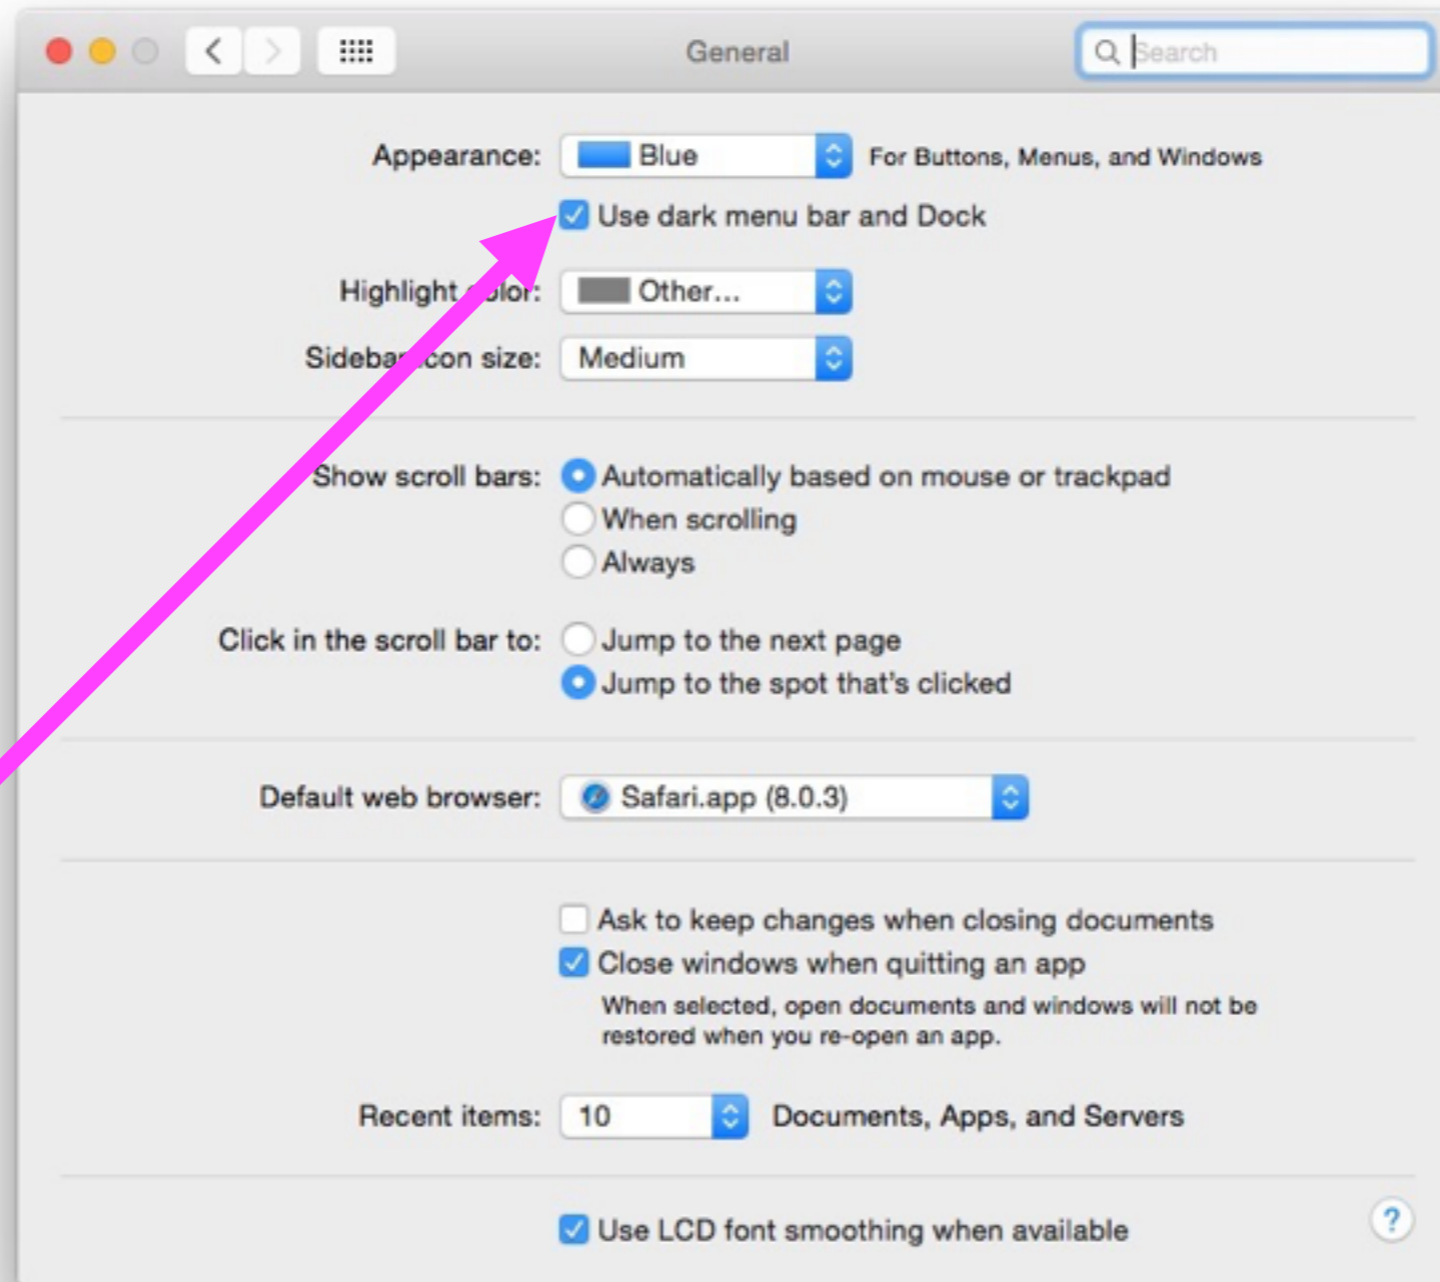 General
Search
Appearance: Blue For Buttons, Menus, and Windows
Use dark menu bar and Dock
Highlight color: Other...
Sidebar icon size: Medium
Show scroll bars: Automatically based on mouse or trackpad
When scrolling
Always
Click in the scroll bar to: Jump to the next page
Jump to the spot that's clicked
Default web browser: Safari.app (8.0.3)
Ask to keep changes when closing documents
Close windows when quitting an app
When selected, open documents and windows will not be
restored when you re-open an app.
Recent items: 10 Documents, Apps, and Servers
Use LCD font smoothing when available
?